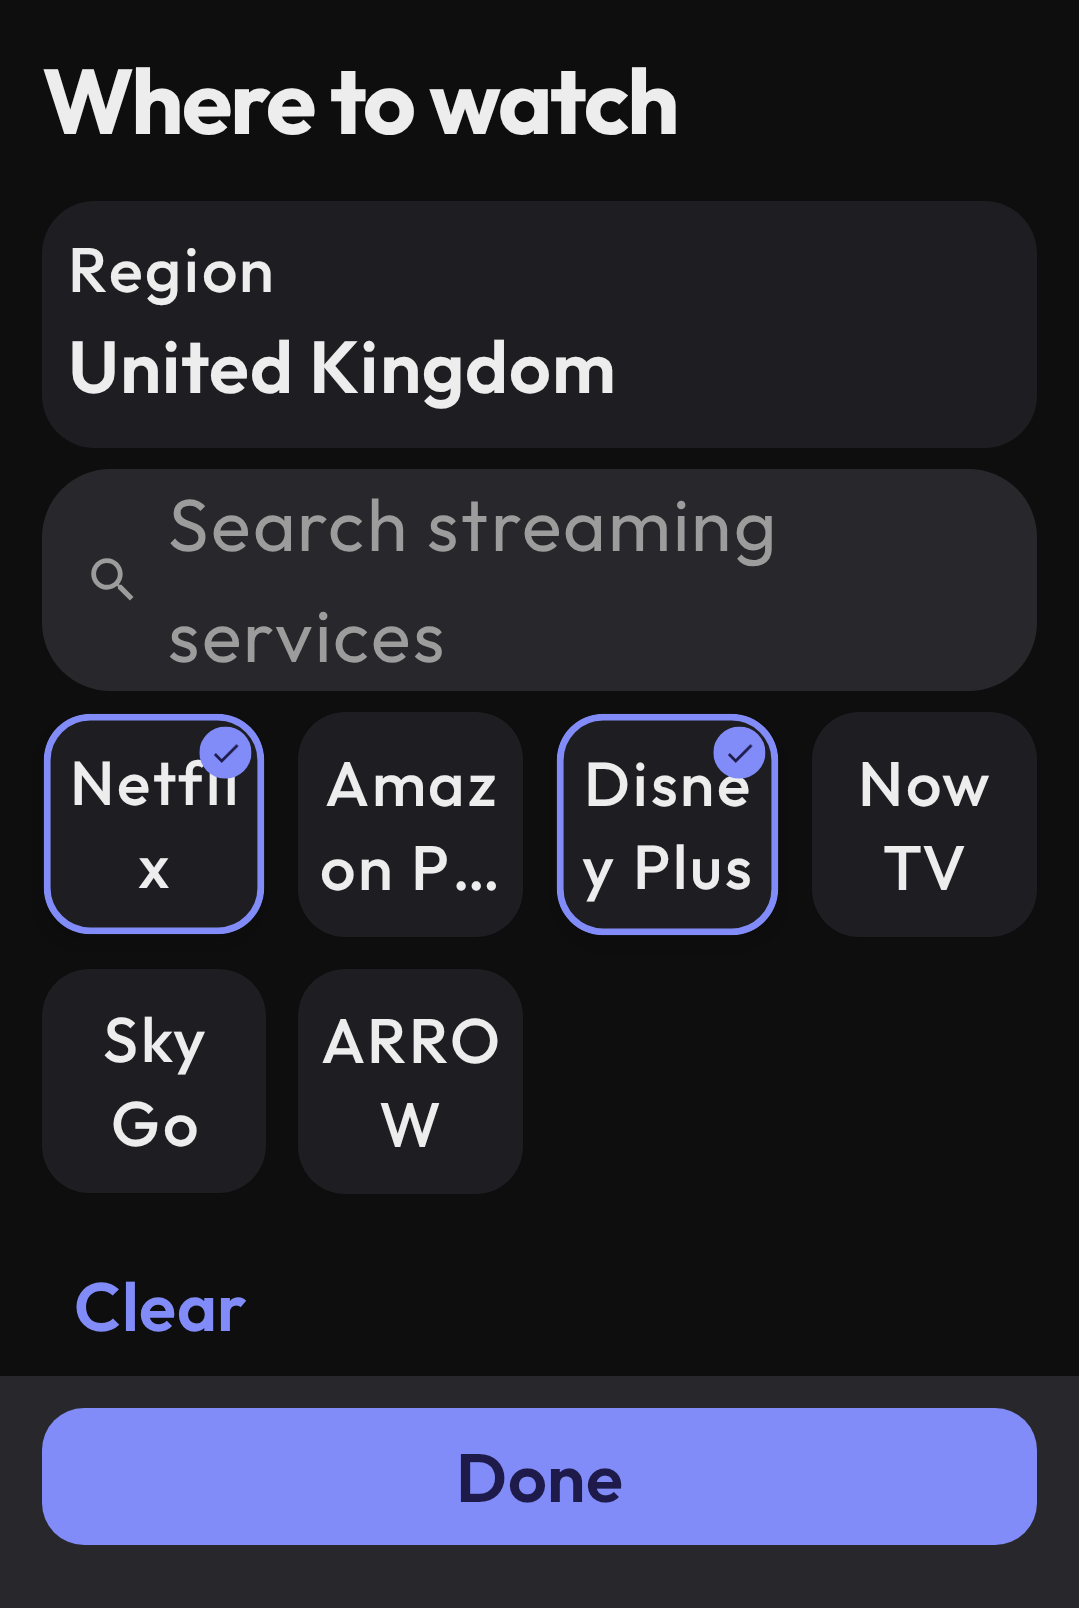 Where to watch
Region
United Kingdom
Search streaming
services
Netfli
x
Amaz
on P...
Disne
y Plus
Now
TV
Sky
Go
ARRO
W
Clear
Done